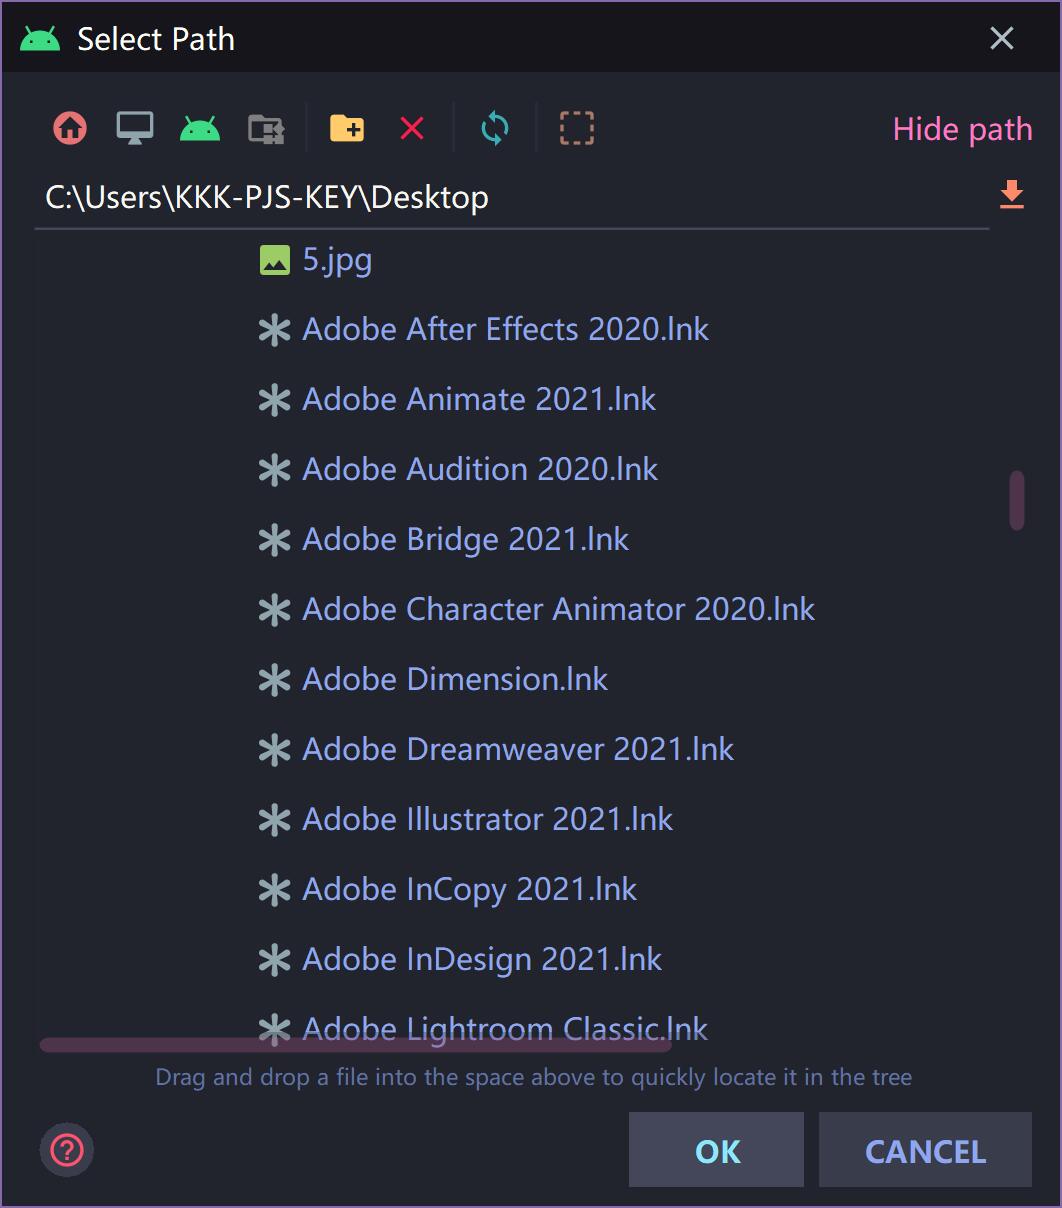 Select Path
Hide path
C:\Users\KKK-PJS-KEY\Desktop
5.jpg
Adobe After Effects 2020.lnk
Adobe Animate 2021.lnk
Adobe Audition 2020.lnk
Adobe Bridge 2021.lnk
Adobe Character Animator 2020.lnk
Adobe Dimension.lnk
Adobe Dreamweaver 2021.lnk
Adobe Illustrator 2021.lnk
Adobe InCopy 2021.lnk
Adobe InDesign 2021.lnk
Adobe Lightroom Classic.lnk
Drag and drop a file into the space above to quickly locate it in the tree
OK
CANCEL